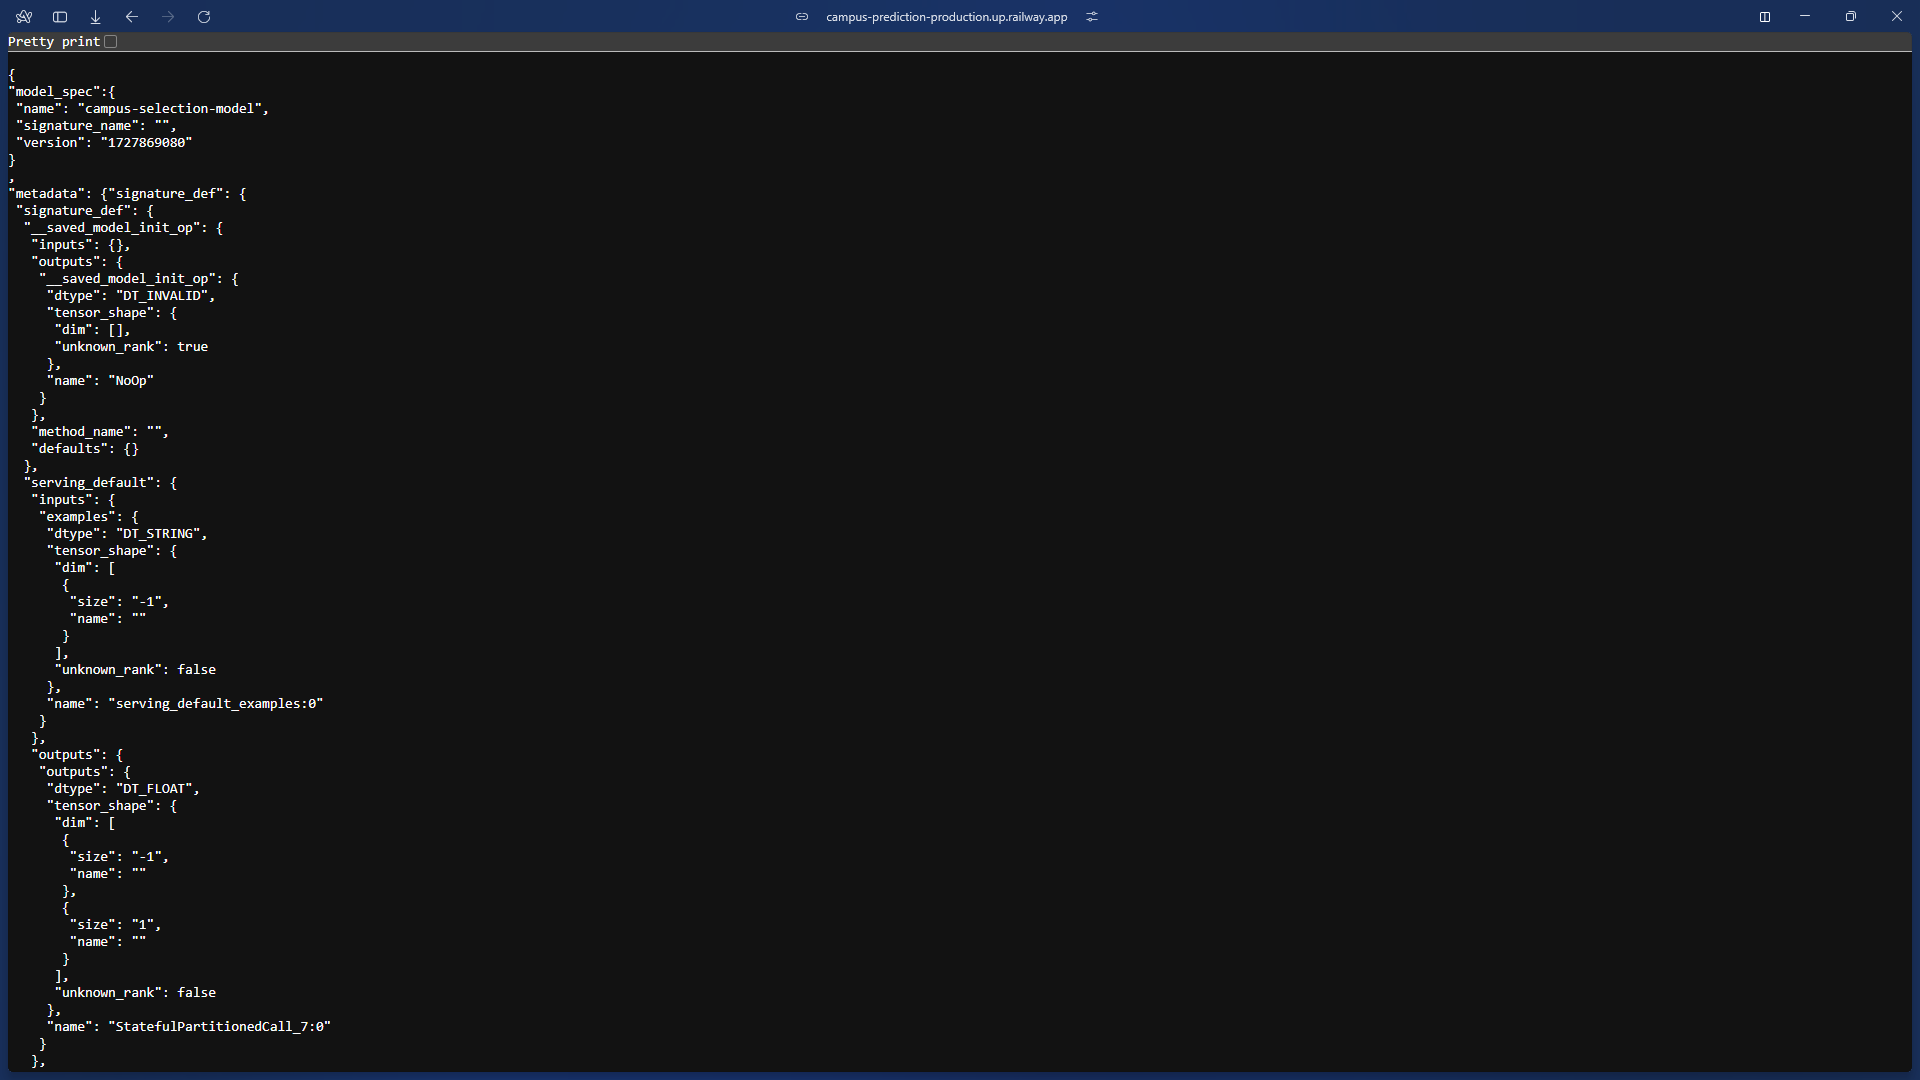 campus-prediction-production.up.railway.app
Pretty print
{
"model_spec":{
 "name": "campus-selection-model",
 "signature_name": "",
 "version": "1727869080"
}
,
"metadata": {"signature_def": {
 "signature_def": {
  "__saved_model_init_op": {
   "inputs": {},
   "outputs": {
    "__saved_model_init_op": {
     "dtype": "DT_INVALID",
     "tensor_shape": {
      "dim": [],
      "unknown_rank": true
     },
     "name": "NoOp"
    }
   },
   "method_name": "",
   "defaults": {}
  },
  "serving_default": {
   "inputs": {
    "examples": {
     "dtype": "DT_STRING",
     "tensor_shape": {
      "dim": [
       {
        "size": "-1",
        "name": ""
       }
      ],
      "unknown_rank": false
     },
     "name": "serving_default_examples:0"
    }
   },
   "outputs": {
    "outputs": {
     "dtype": "DT_FLOAT",
     "tensor_shape": {
      "dim": [
       {
        "size": "-1",
        "name": ""
       },
       {
        "size": "1",
        "name": ""
       }
      ],
      "unknown_rank": false
     },
     "name": "StatefulPartitionedCall_7:0"
    }
   },